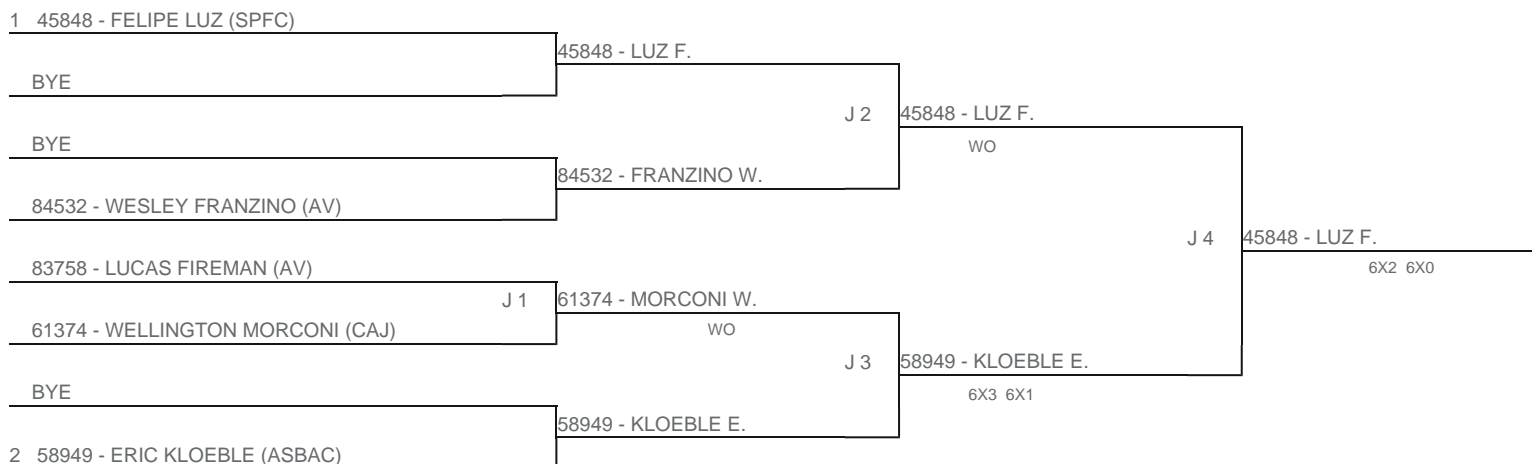 1 45848 - FELIPE LUZ (SPFC)
45848 - LUZ F.
BYE
J 2 45848 - LUZ F.
WO
BYE
84532 - FRANZINO W.
84532 - WESLEY FRANZINO (AV)
J 4 45848 - LUZ F.
6X2 6X0
83758 - LUCAS FIREMAN (AV)
J 1 61374 - MORCONI W.
WO
61374 - WELLINGTON MORCONI (CAJ)
J 3 58949 - KLOEBLE E.
6X3 6X1
BYE
58949 - KLOEBLE E.
2 58949 - ERIC KLOEBLE (ASBAC)